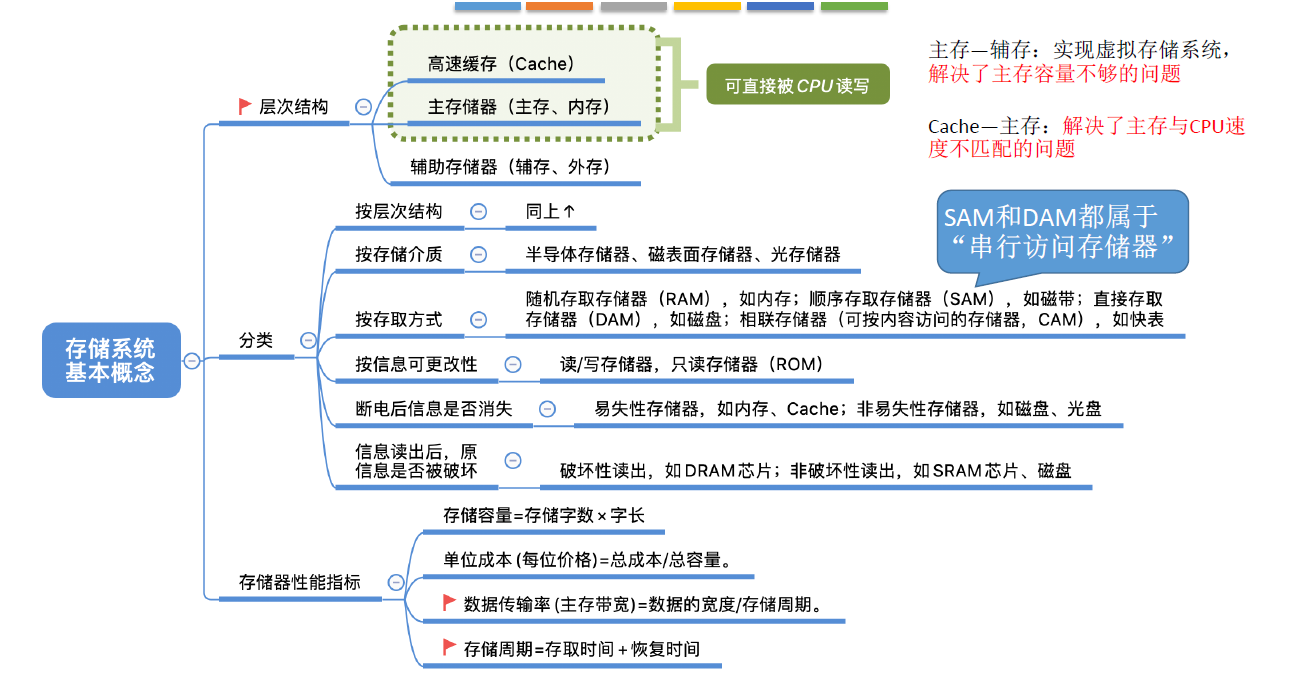 主存—辅存：实现虚拟存储系统，
解决了主存容量不够的问题
Cache—主存：解决了主存与CPU速
度不匹配的问题
高速缓存（Cache）
主存储器（主存、内存）
可直接被CPU读写
层次结构
辅助存储器（辅存、外存）
SAM和DAM都属于
“串行访问存储器”
按层次结构
同上↑
按存储介质
半导体存储器、磁表面存储器、光存储器
按存取方式
随机存取存储器（RAM），如内存；顺序存取存储器（SAM），如磁带；直接存取
存储器（DAM），如磁盘；相联存储器（可按内容访问的存储器，CAM），如快表
分类
存储系统
基本概念
按信息可更改性
读/写存储器，只读存储器（ROM）
断电后信息是否消失
易失性存储器，如内存、Cache；非易失性存储器，如磁盘、光盘
信息读出后，原
信息是否被破坏
破坏性读出，如DRAM芯片；非破坏性读出，如SRAM芯片、磁盘
存储器性能指标
存储容量=存储字数×字长
单位成本(每位价格)=总成本/总容量。
数据传输率(主存带宽)=数据的宽度/存储周期。
存储周期=存取时间+恢复时间